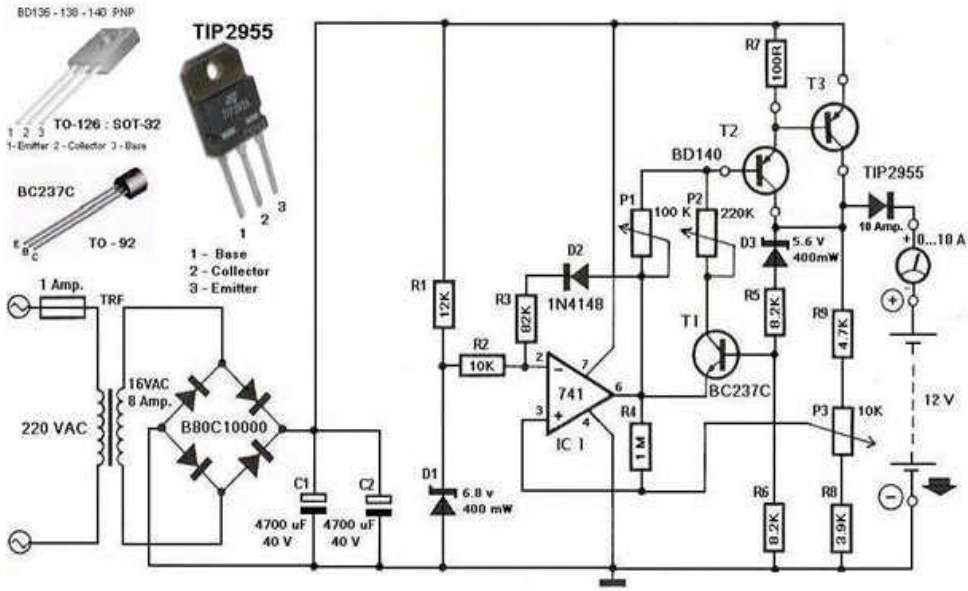 BD136 - 138 - 140 PNP
TIP2955
TIP2955
1 2 3
TO-126 : SOT-32
1- Emitter 2 - Collector 3 - Base
BC237C
E
B
C
TO - 92
1
2
3
1 - Base
2 - Collector
3 - Emitter
1 Amp.
TRF
220 VAC
16VAC
8 Amp.
B80C10000
C1
4700 uF
40 V
C2
4700 uF
40 V
R1
12K
D1
6.8 v
400 mW
R2
10K
R3
82K
D2
1N4148
2
3
7
6
4
741
IC 1
R4
1 M
P1
100 K
P2
220K
T1
BC237C
T2
BD140
R7
100R
T3
TIP2955
10 Amp.
D3
5.6 v
400mW
R5
8.2K
R6
8.2K
R9
4.7K
P3
10K
R8
3.9K
+
0...10 A
-
+
12 V
-